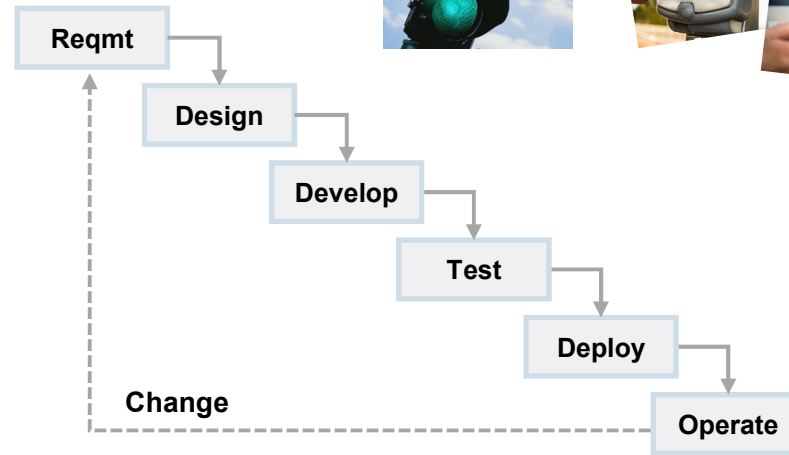 Reqmt
Design
Develop
Test
Deploy
Change
Operate